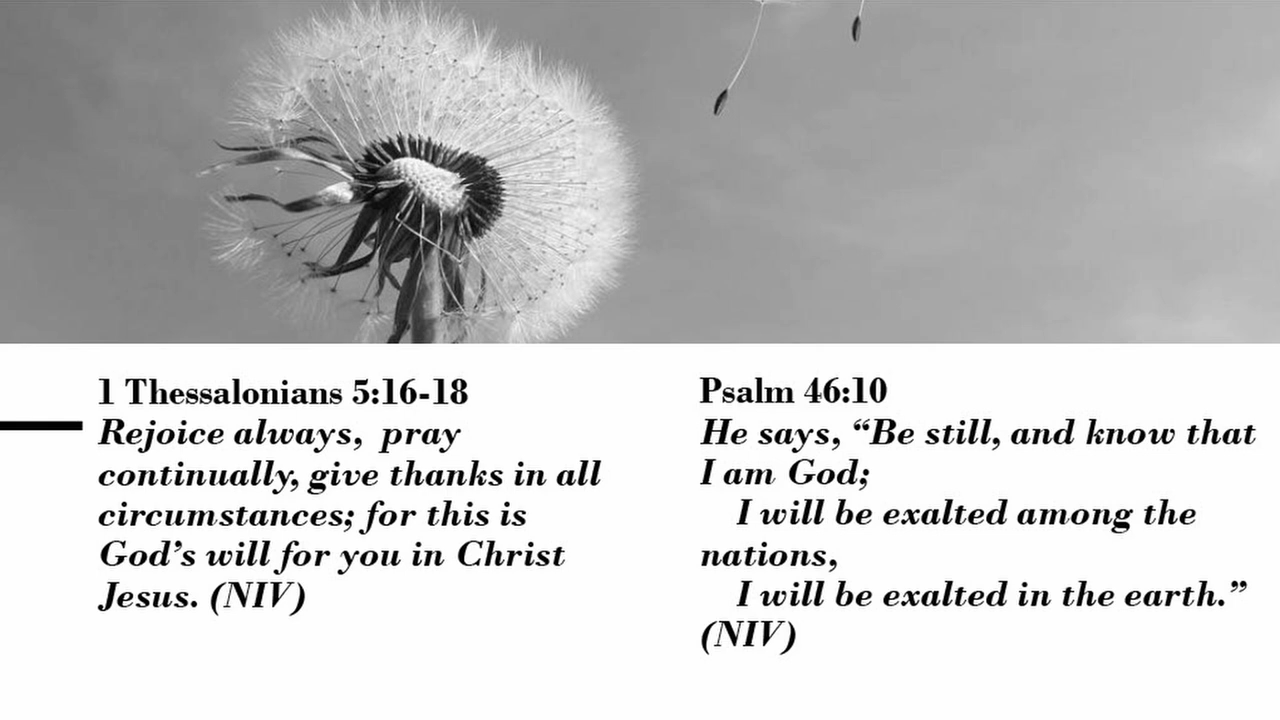 1 Thessalonians 5:16-18
Rejoice always,  pray
continually, give thanks in all
circumstances; for this is
God’s will for you in Christ
Jesus. (NIV)
Psalm 46:10
He says, “Be still, and know that
I am God;
    I will be exalted among the
nations,
    I will be exalted in the earth.”
(NIV)